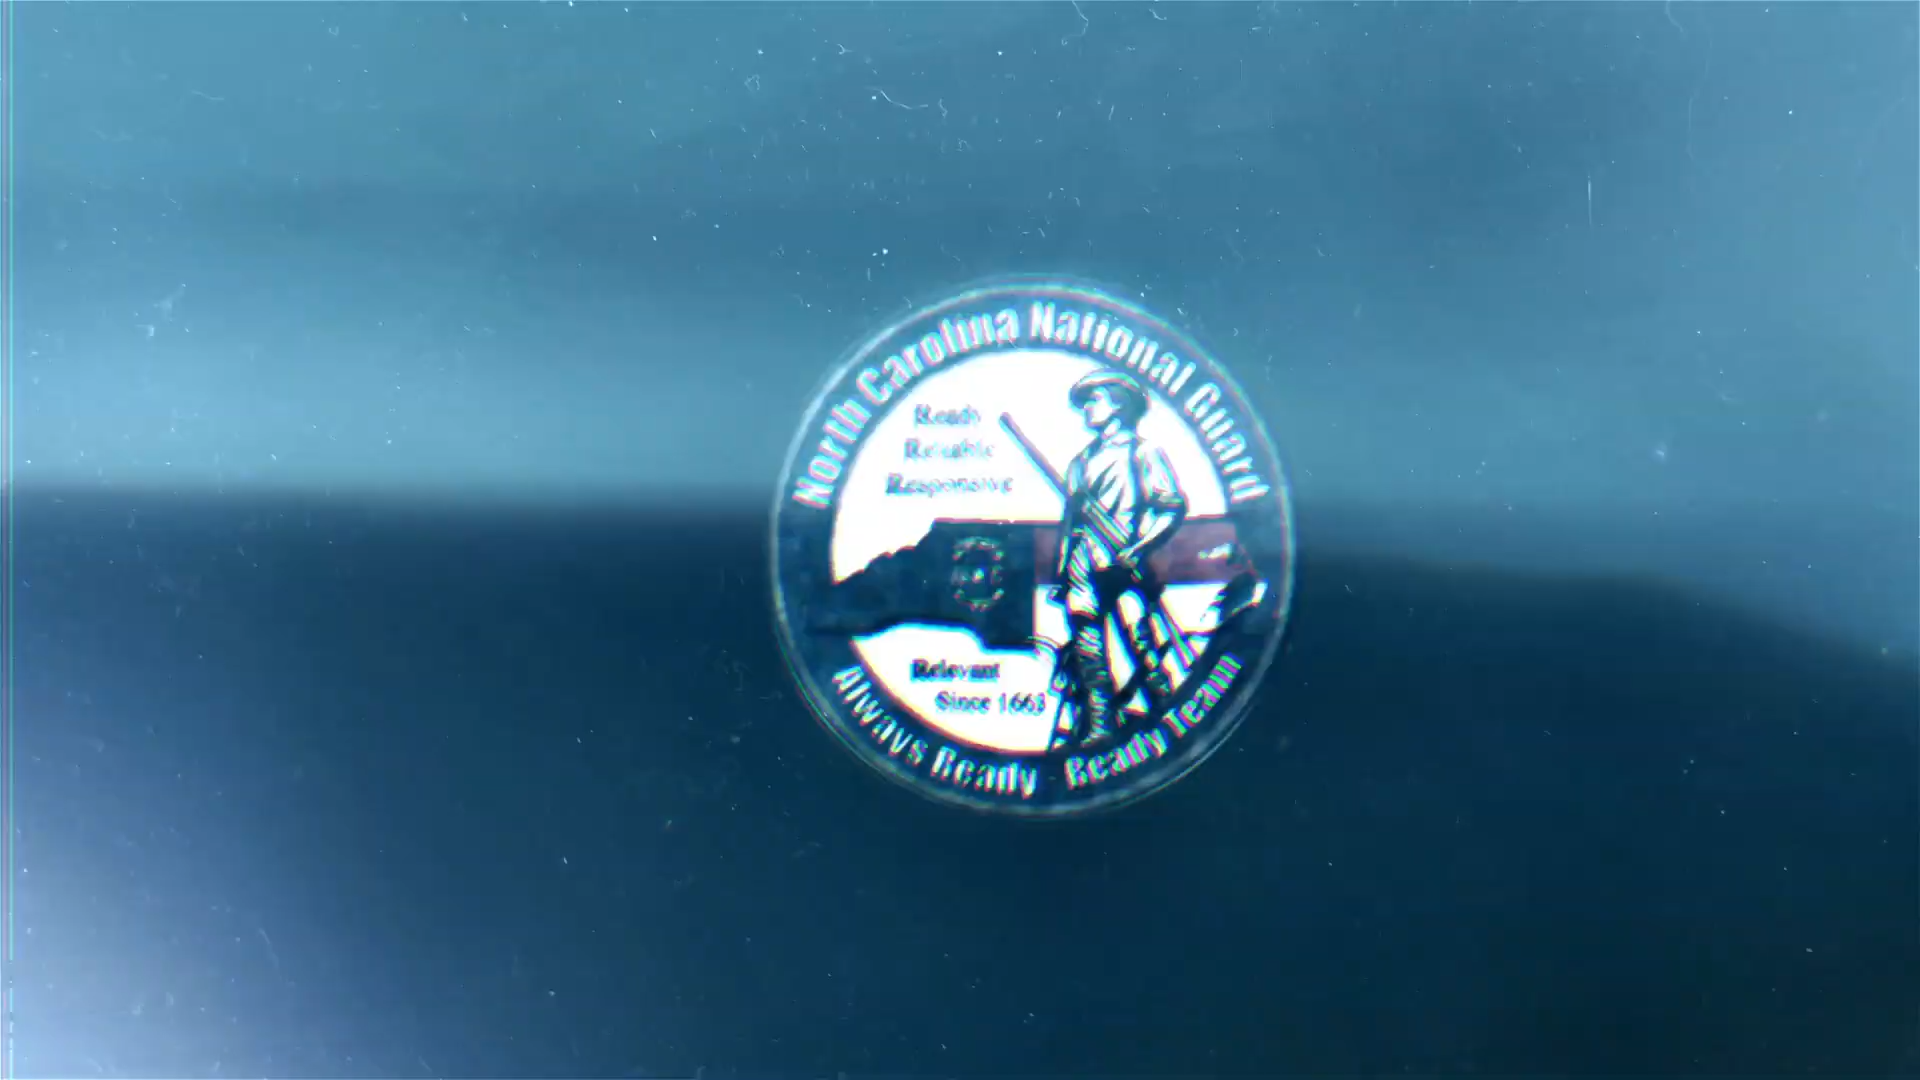 North Carolina National Guard
Ready
Reliable
Responsive
Relevant
Since 1663
Always Ready - Ready Team